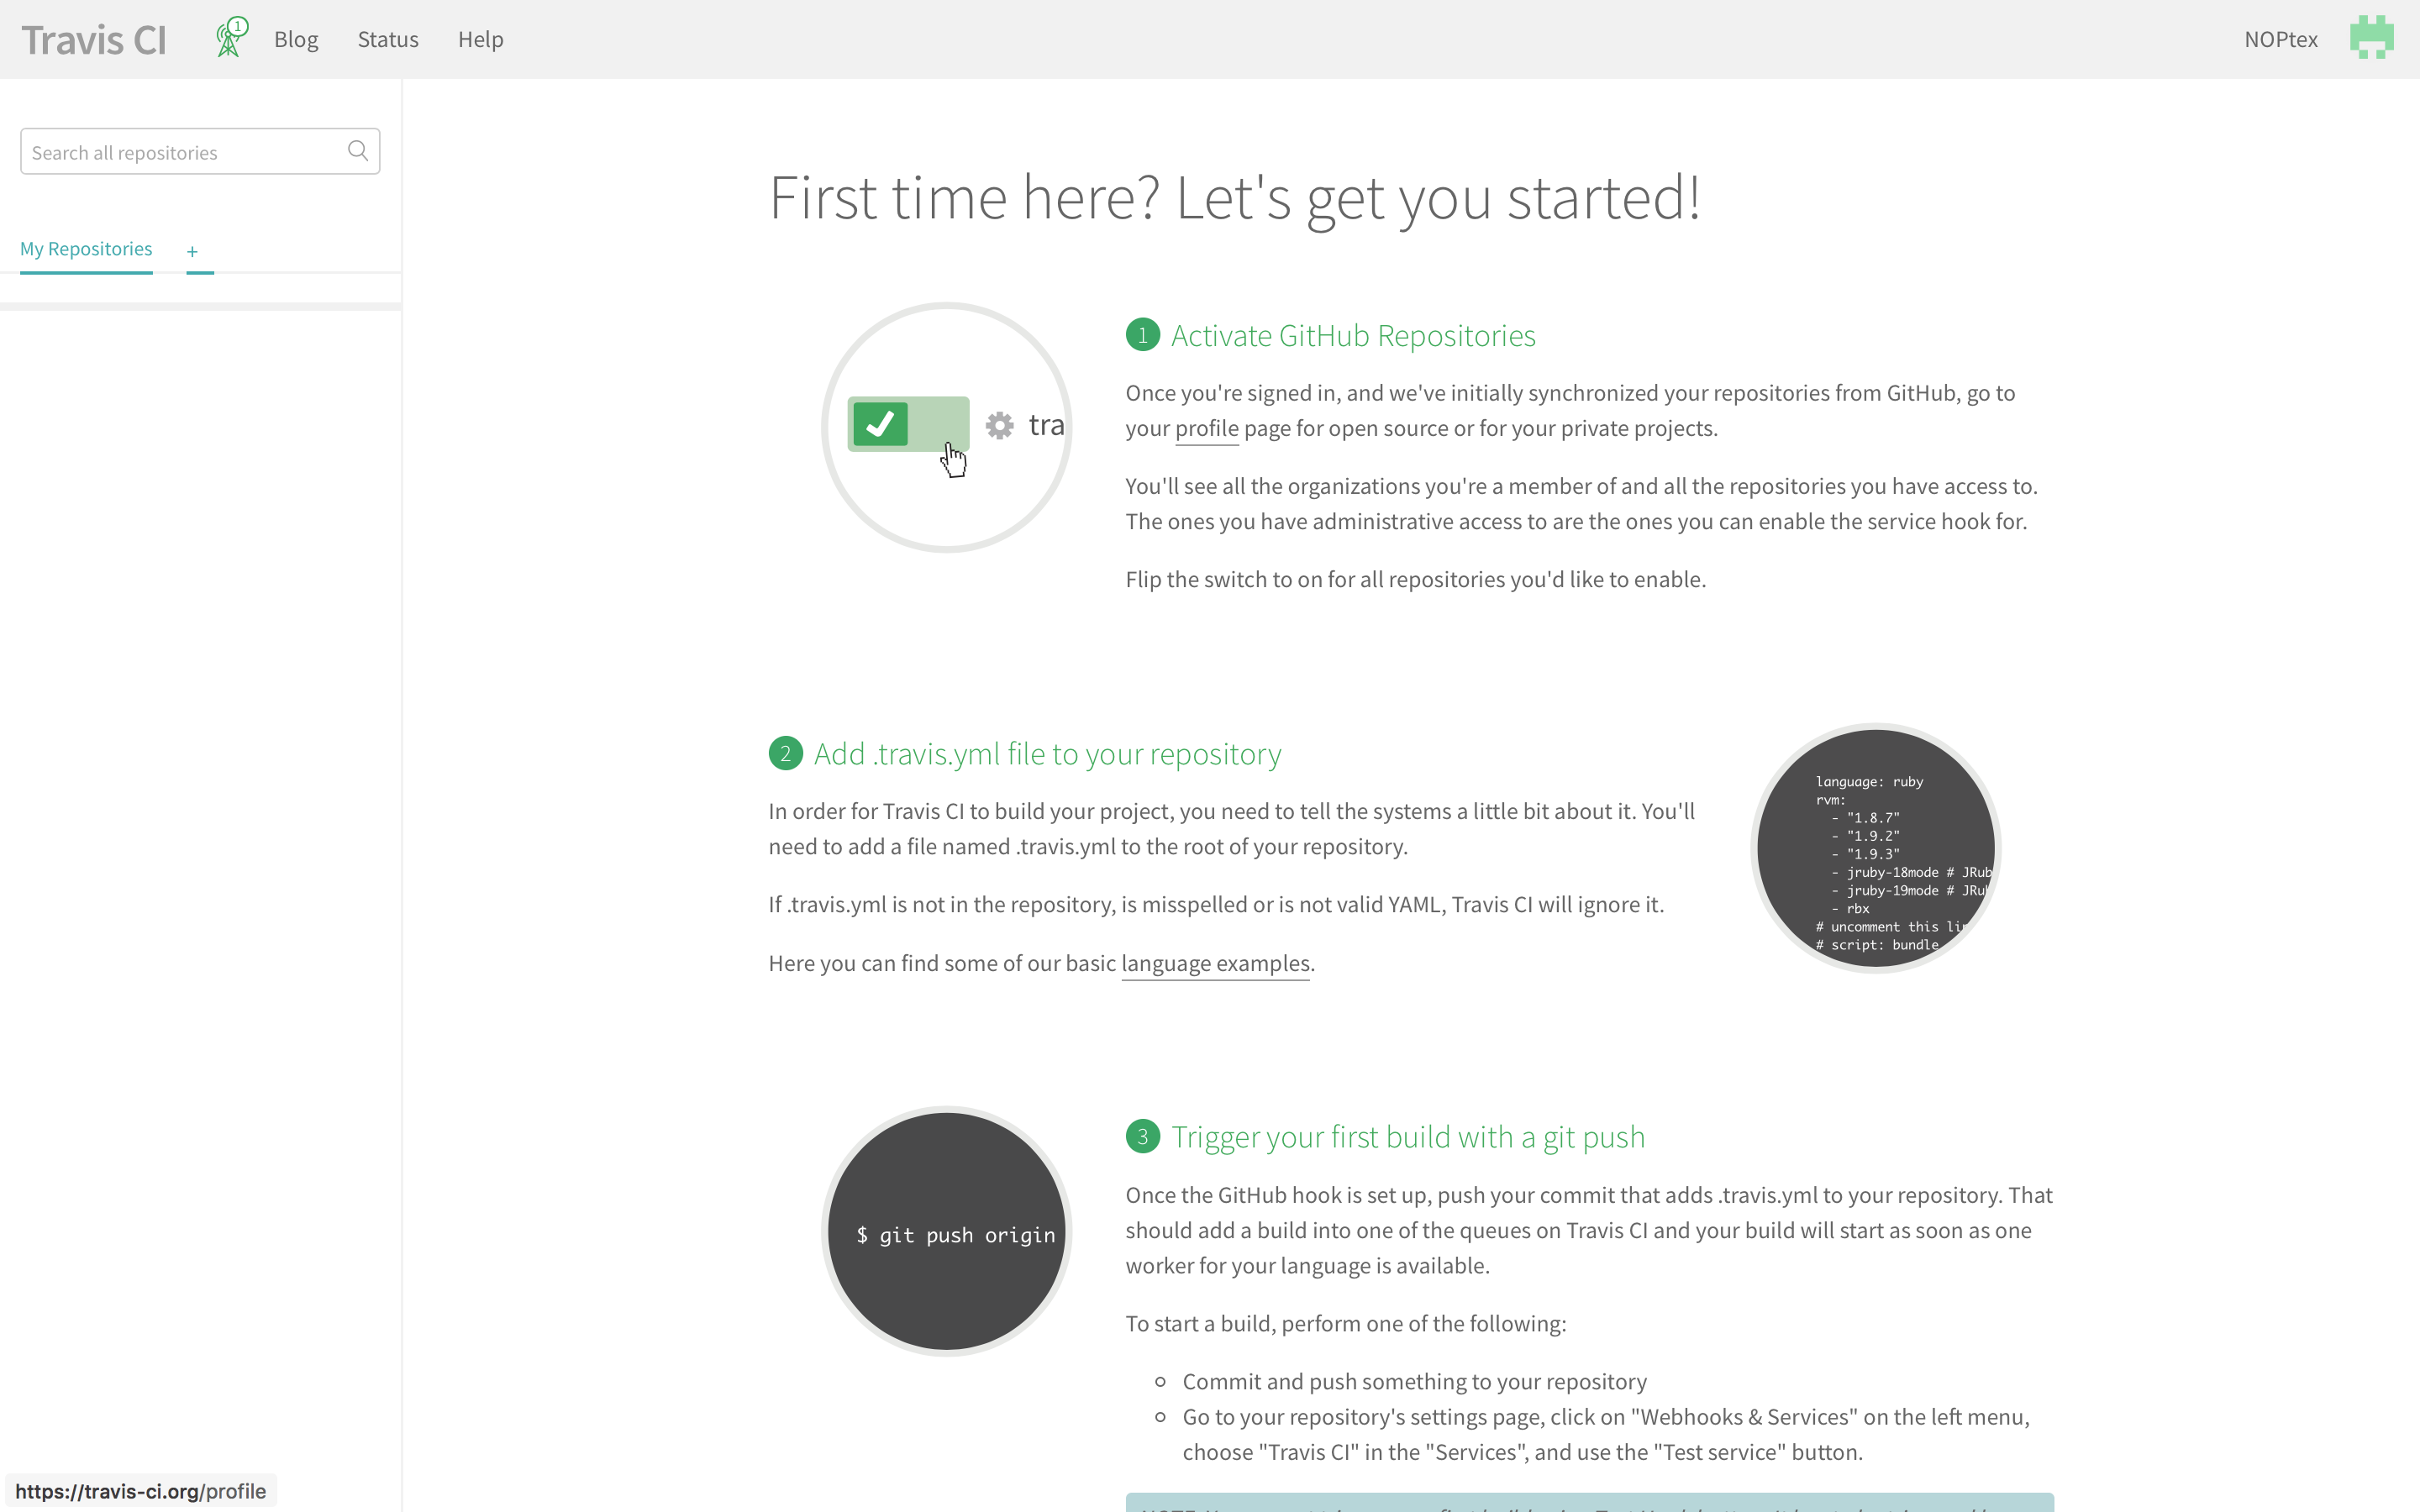 Travis CI
1
Blog
Status
Help
NOPtex
Search all repositories
My Repositories
+
First time here? Let's get you started!
tra
1 Activate GitHub Repositories
Once you're signed in, and we've initially synchronized your repositories from GitHub, go to
your profile page for open source or for your private projects.
You'll see all the organizations you're a member of and all the repositories you have access to.
The ones you have administrative access to are the ones you can enable the service hook for.
Flip the switch to on for all repositories you'd like to enable.
2 Add .travis.yml file to your repository
In order for Travis CI to build your project, you need to tell the systems a little bit about it. You'll
need to add a file named .travis.yml to the root of your repository.
If .travis.yml is not in the repository, is misspelled or is not valid YAML, Travis CI will ignore it.
Here you can find some of our basic language examples.
language: ruby
rvm:
- "1.8.7"
- "1.9.2"
- "1.9.3"
- jruby-18mode # JRub
- jruby-19mode # JRu
- rbx
# uncomment this li
# script: bundle
$ git push origin
3 Trigger your first build with a git push
Once the GitHub hook is set up, push your commit that adds .travis.yml to your repository. That
should add a build into one of the queues on Travis CI and your build will start as soon as one
worker for your language is available.
To start a build, perform one of the following:
Commit and push something to your repository
Go to your repository's settings page, click on "Webhooks & Services" on the left menu,
choose "Travis CI" in the "Services", and use the "Test service" button.
https://travis-ci.org/profile